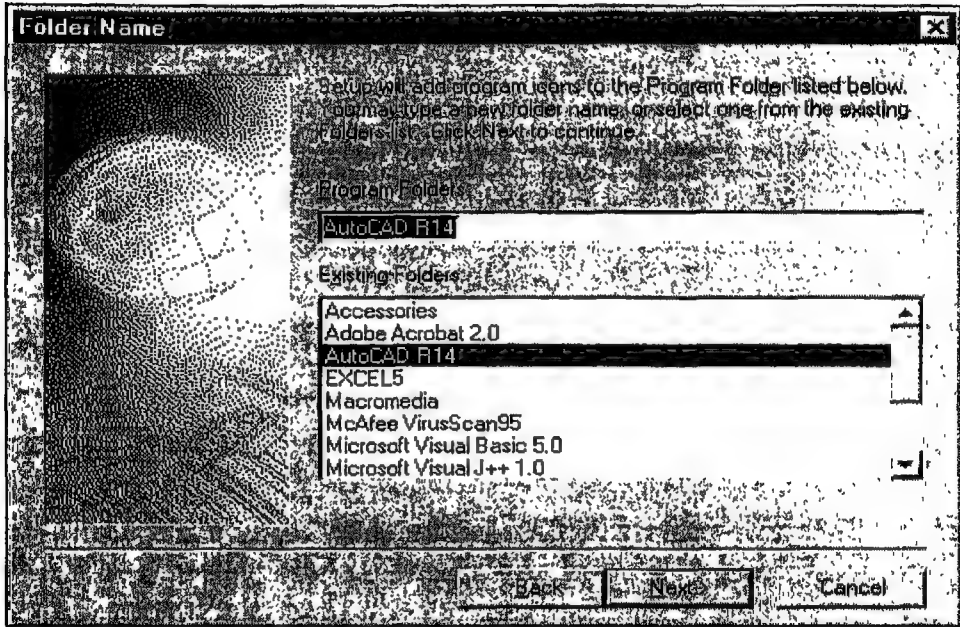 Folder Name
Setup will add program icons to the Program Folder listed below.
You may type a new folder name, or select one from the existing
Folders list. Click Next to continue.
Program Folders:
AutoCAD R14
Existing Folders:
Accessories
Adobe Acrobat 2.0
AutoCAD R14
EXCEL5
Macromedia
McAfee VirusScan95
Microsoft Visual Basic 5.0
Microsoft Visual J++ 1.0
Back
Next
Cancel